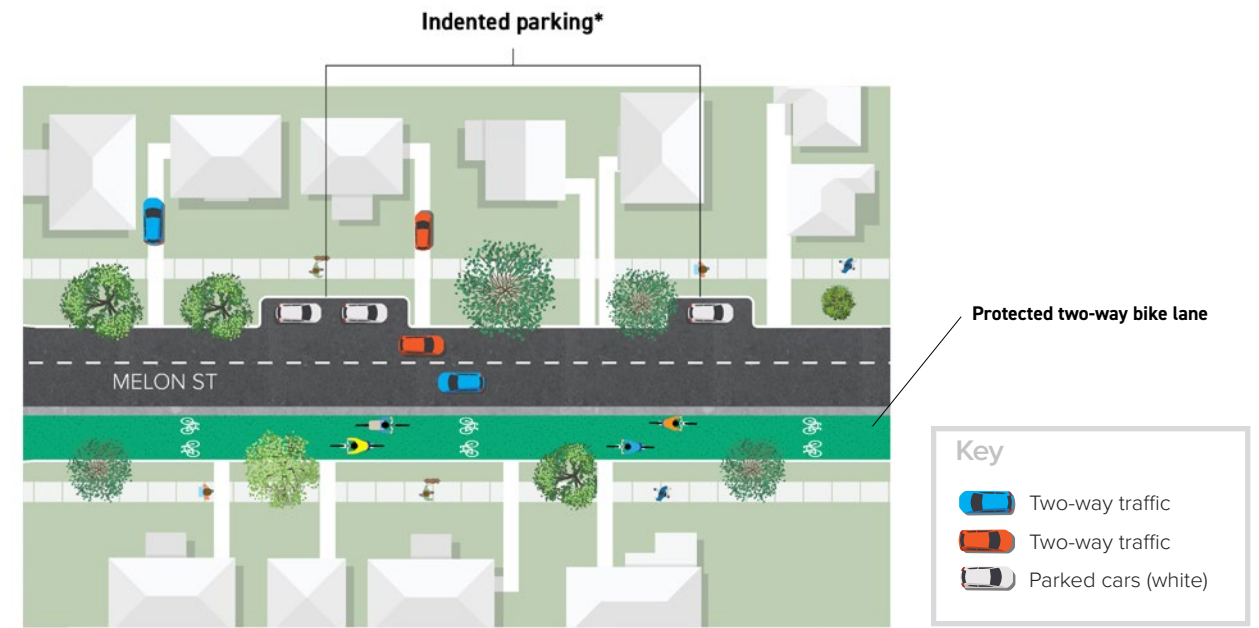 Indented parking*
MELON ST
Protected two-way bike lane
Key
Two-way traffic
Two-way traffic
Parked cars (white)